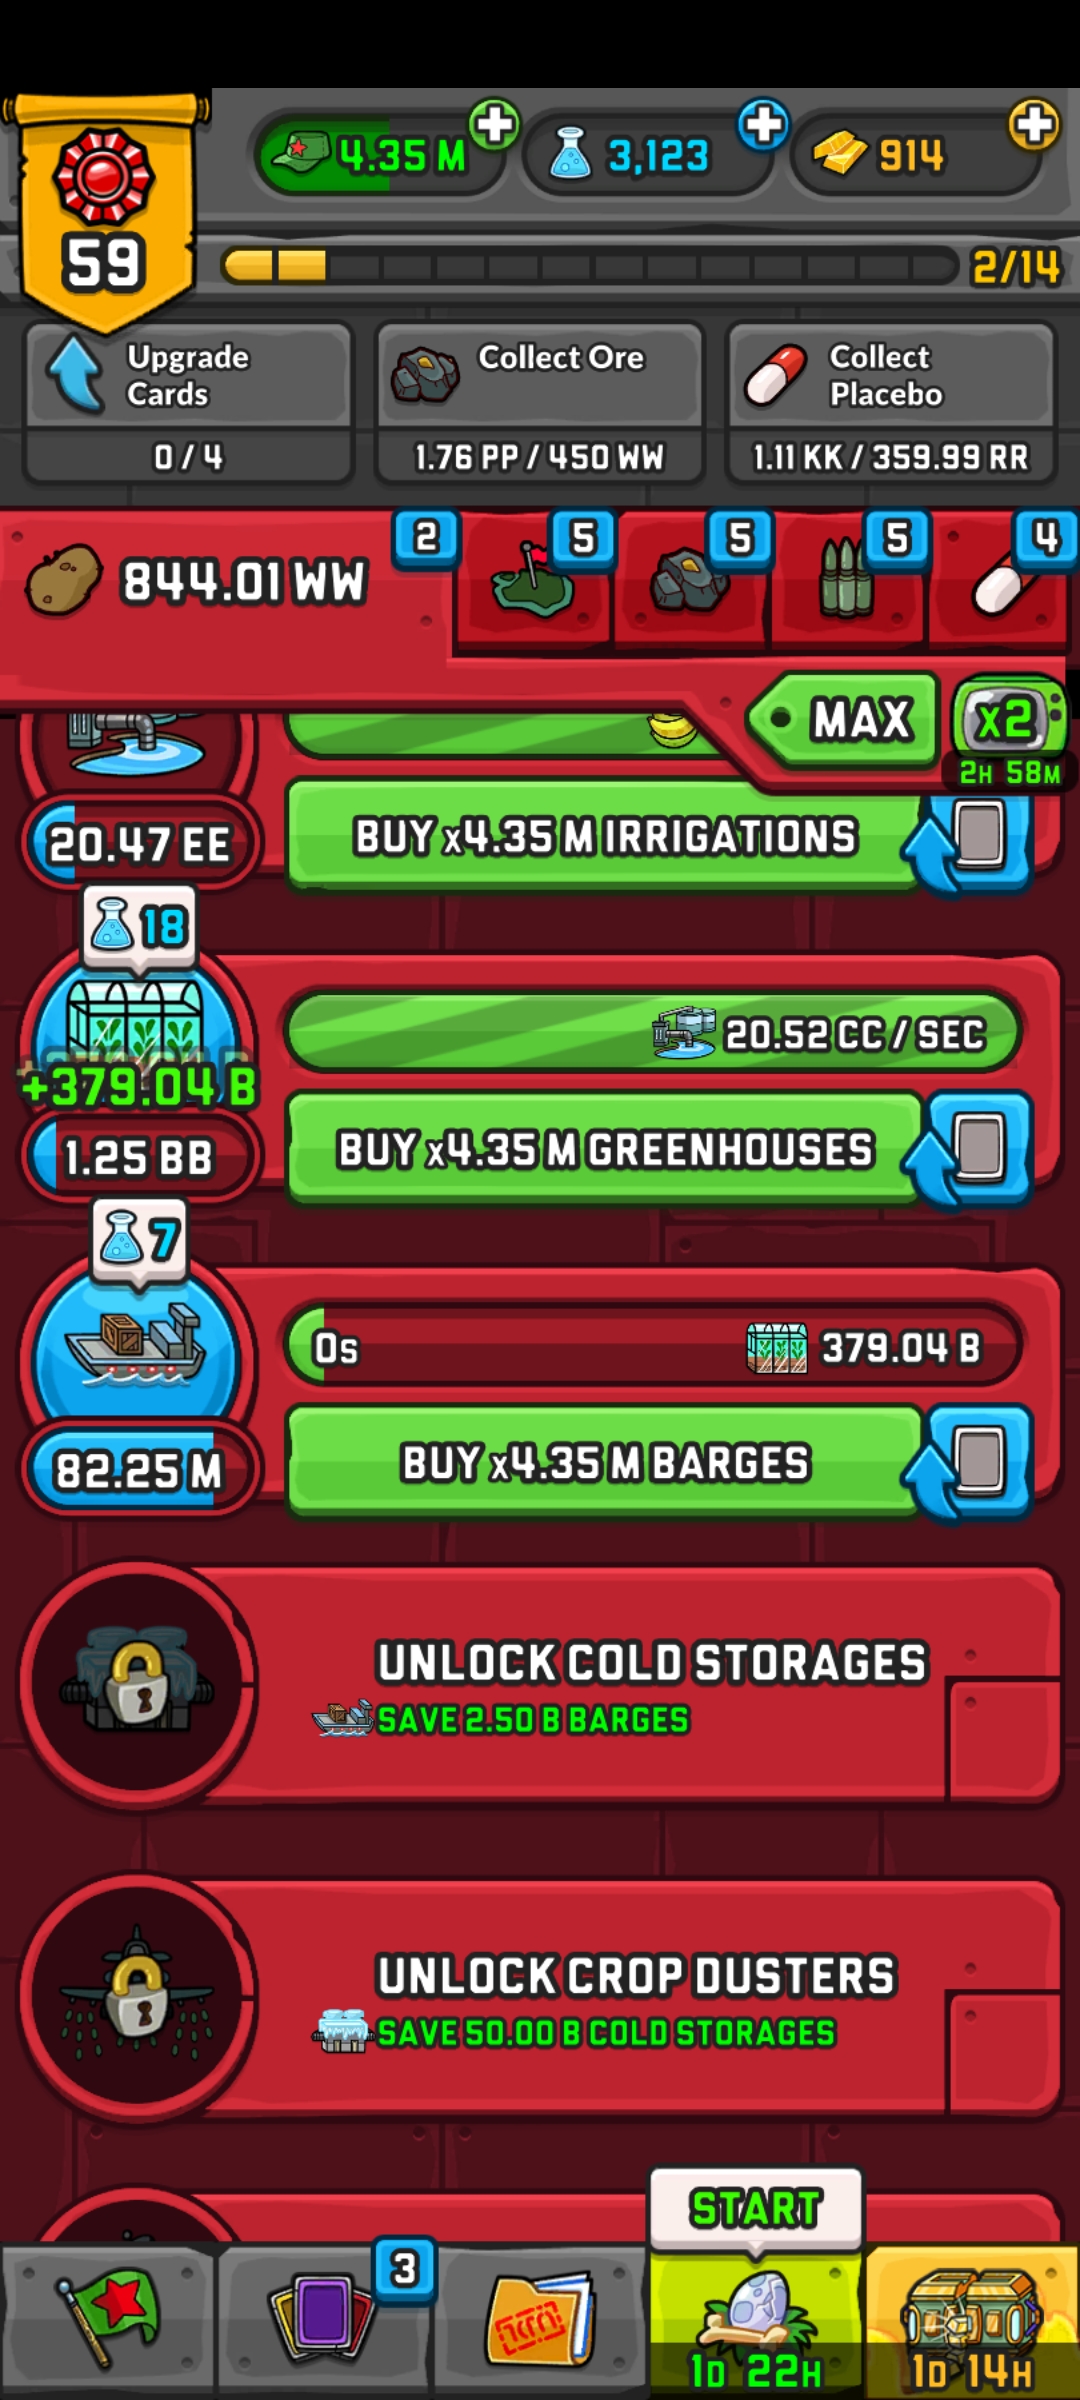 4.35 M
3,123
914
59
2/14
Upgrade
Cards
0 / 4
Collect Ore
1.76 PP / 450 WW
Collect
Placebo
1.11 KK / 359.99 RR
844.01 WW
2
5
5
5
4
MAX
x2
2H 58M
20.47 EE
BUY x4.35 M IRRIGATIONS
18
+379.04 B
20.52 CC / SEC
1.25 BB
BUY x4.35 M GREENHOUSES
7
0s
379.04 B
82.25 M
BUY x4.35 M BARGES
UNLOCK COLD STORAGES
SAVE 2.50 B BARGES
UNLOCK CROP DUSTERS
SAVE 50.00 B COLD STORAGES
START
3
1D 22H
1D 14H